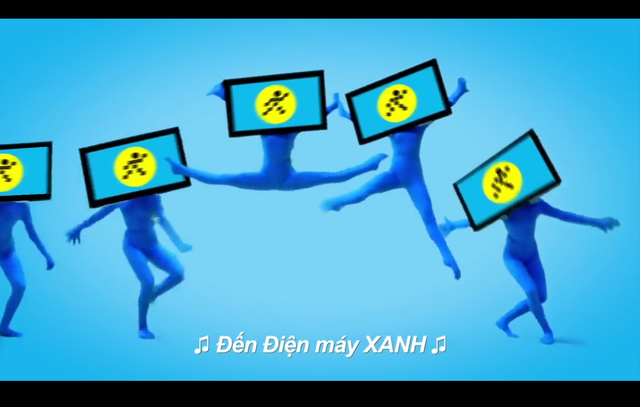 ♫ Đến Điện máy XANH ♫